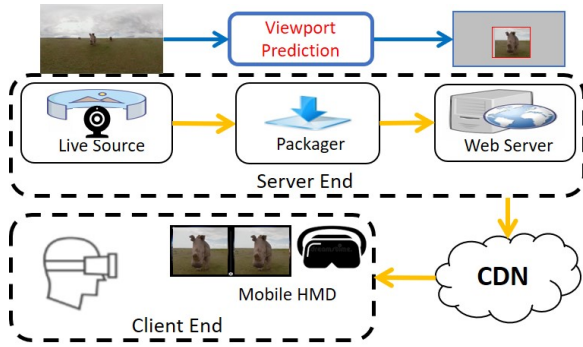 Viewport
Prediction
Live Source
Packager
Web Server
Server End
CDN
Mobile HMD
Client End